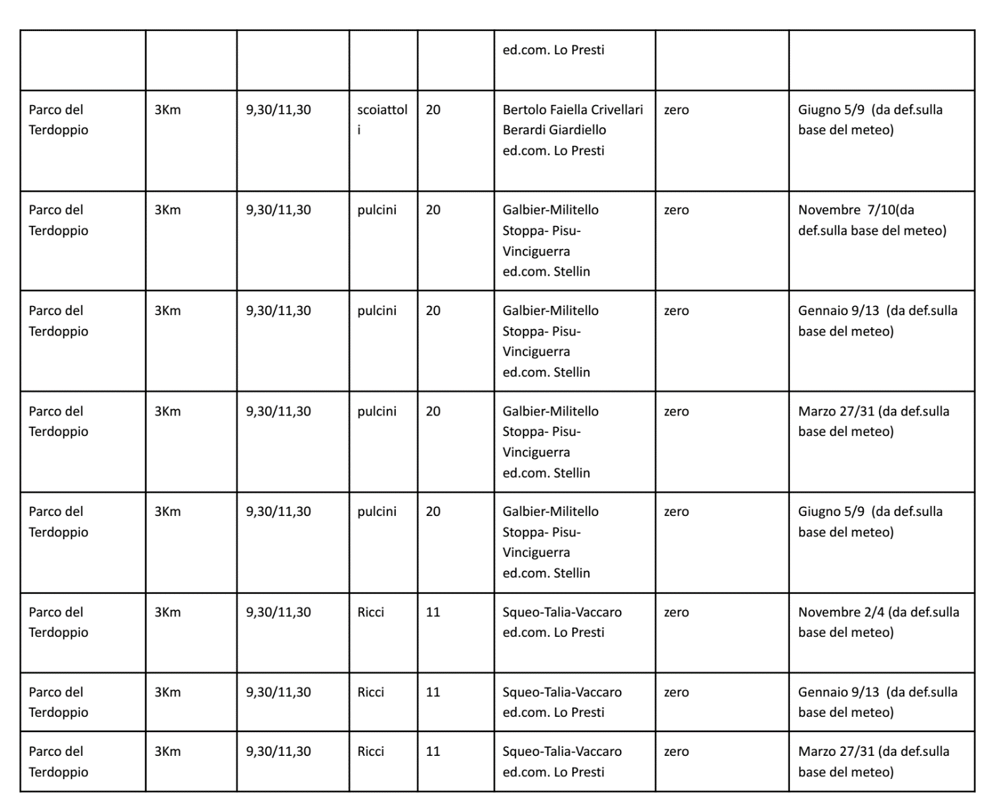 ed.com. Lo Presti
Parco del
Terdoppio
3Km
9,30/11,30
scoiattol
i
20
Bertolo Faiella Crivellari
Berardi Giardiello
ed.com. Lo Presti
zero
Giugno 5/9  (da def.sulla
base del meteo)
Parco del
Terdoppio
3Km
9,30/11,30
pulcini
20
Galbier-Militello
Stoppa- Pisu-
Vinciguerra
ed.com. Stellin
zero
Novembre  7/10(da
def.sulla base del meteo)
Parco del
Terdoppio
3Km
9,30/11,30
pulcini
20
Galbier-Militello
Stoppa- Pisu-
Vinciguerra
ed.com. Stellin
zero
Gennaio 9/13  (da def.sulla
base del meteo)
Parco del
Terdoppio
3Km
9,30/11,30
pulcini
20
Galbier-Militello
Stoppa- Pisu-
Vinciguerra
ed.com. Stellin
zero
Marzo 27/31 (da def.sulla
base del meteo)
Parco del
Terdoppio
3Km
9,30/11,30
pulcini
20
Galbier-Militello
Stoppa- Pisu-
Vinciguerra
ed.com. Stellin
zero
Giugno 5/9  (da def.sulla
base del meteo)
Parco del
Terdoppio
3Km
9,30/11,30
Ricci
11
Squeo-Talia-Vaccaro
ed.com. Lo Presti
zero
Novembre 2/4 (da def.sulla
base del meteo)
Parco del
Terdoppio
3Km
9,30/11,30
Ricci
11
Squeo-Talia-Vaccaro
ed.com. Lo Presti
zero
Gennaio 9/13  (da def.sulla
base del meteo)
Parco del
Terdoppio
3Km
9,30/11,30
Ricci
11
Squeo-Talia-Vaccaro
ed.com. Lo Presti
zero
Marzo 27/31 (da def.sulla
base del meteo)